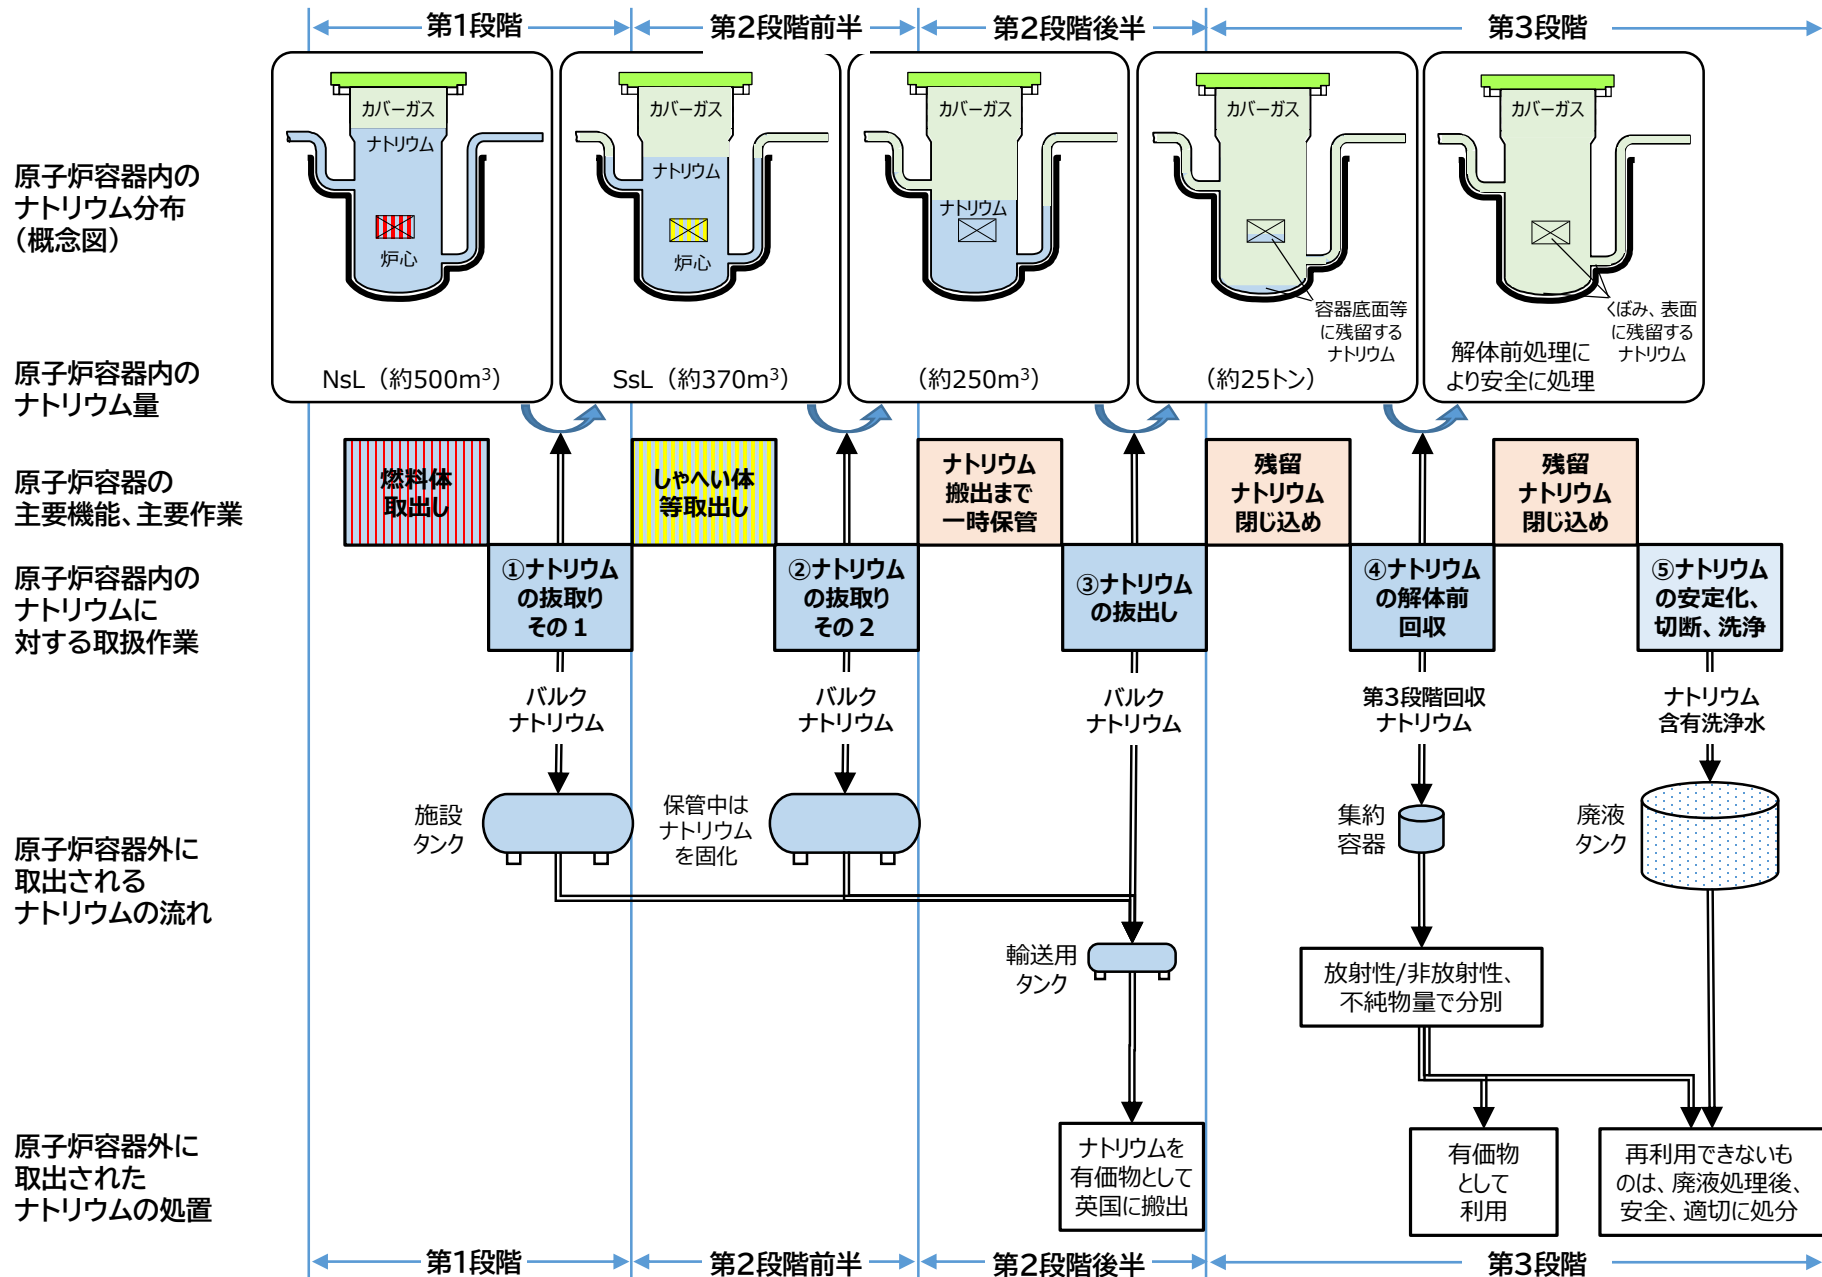 第1段階
第2段階前半
第2段階後半
第3段階
原子炉容器内の
ナトリウム分布
（概念図）
カバーガス
ナトリウム
炉心
カバーガス
ナトリウム
炉心
カバーガス
ナトリウム
カバーガス
容器底面等
に残留する
ナトリウム
カバーガス
くぼみ、表面
に残留する
ナトリウム
原子炉容器内の
ナトリウム量
NsL（約500m³）
SsL（約370m³）
（約250m³）
（約25トン）
解体前処理に
より安全に処理
原子炉容器の
主要機能、主要作業
燃料体
取出し
しゃへい体
等取出し
ナトリウム
搬出まで
一時保管
残留
ナトリウム
閉じ込め
残留
ナトリウム
閉じ込め
原子炉容器内の
ナトリウムに
対する取扱作業
①ナトリウム
の抜取り
その1
②ナトリウム
の抜取り
その2
③ナトリウム
の抜出し
④ナトリウム
の解体前
回収
⑤ナトリウム
の安定化、
切断、洗浄
バルク
ナトリウム
バルク
ナトリウム
バルク
ナトリウム
第3段階回収
ナトリウム
ナトリウム
含有洗浄水
原子炉容器外に
取出される
ナトリウムの流れ
施設
タンク
保管中は
ナトリウム
を固化
集約
容器
廃液
タンク
輸送用
タンク
放射性/非放射性、
不純物量で分別
原子炉容器外に
取出された
ナトリウムの処置
ナトリウムを
有価物として
英国に搬出
有価物
として
利用
再利用できないも
のは、廃液処理後、
安全、適切に処分
第1段階
第2段階前半
第2段階後半
第3段階